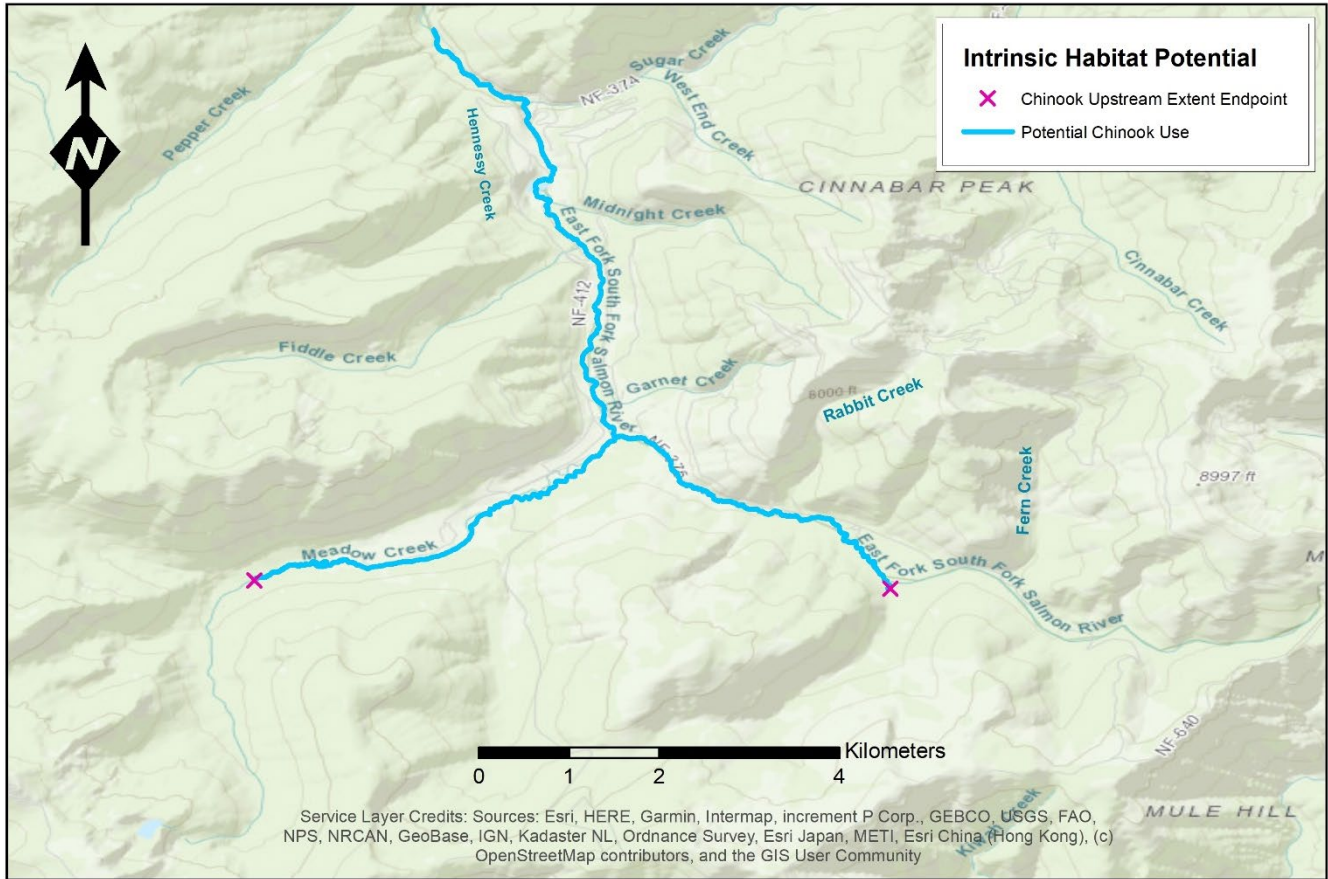 Intrinsic Habitat Potential
Chinook Upstream Extent Endpoint
Potential Chinook Use
N
Pepper Creek
Hennessy Creek
Sugar Creek
NF-374
West End Creek
CINNABAR PEAK
Midnight Creek
Cinnabar Creek
East Fork South Fork Salmon River
NF-412
Fiddle Creek
Garnet Creek
8000 ft
Rabbit Creek
Fern Creek
8997 ft
NF-375
Meadow Creek
East Fork South Fork Salmon River
M
NF-640
MULE HILL
Kilometers
0 1 2 4
Service Layer Credits: Sources: Esri, HERE, Garmin, Intermap, increment P Corp., GEBCO, USGS, FAO,
NPS, NRCAN, GeoBase, IGN, Kadaster NL, Ordnance Survey, Esri Japan, METI, Esri China (Hong Kong), (c)
OpenStreetMap contributors, and the GIS User Community